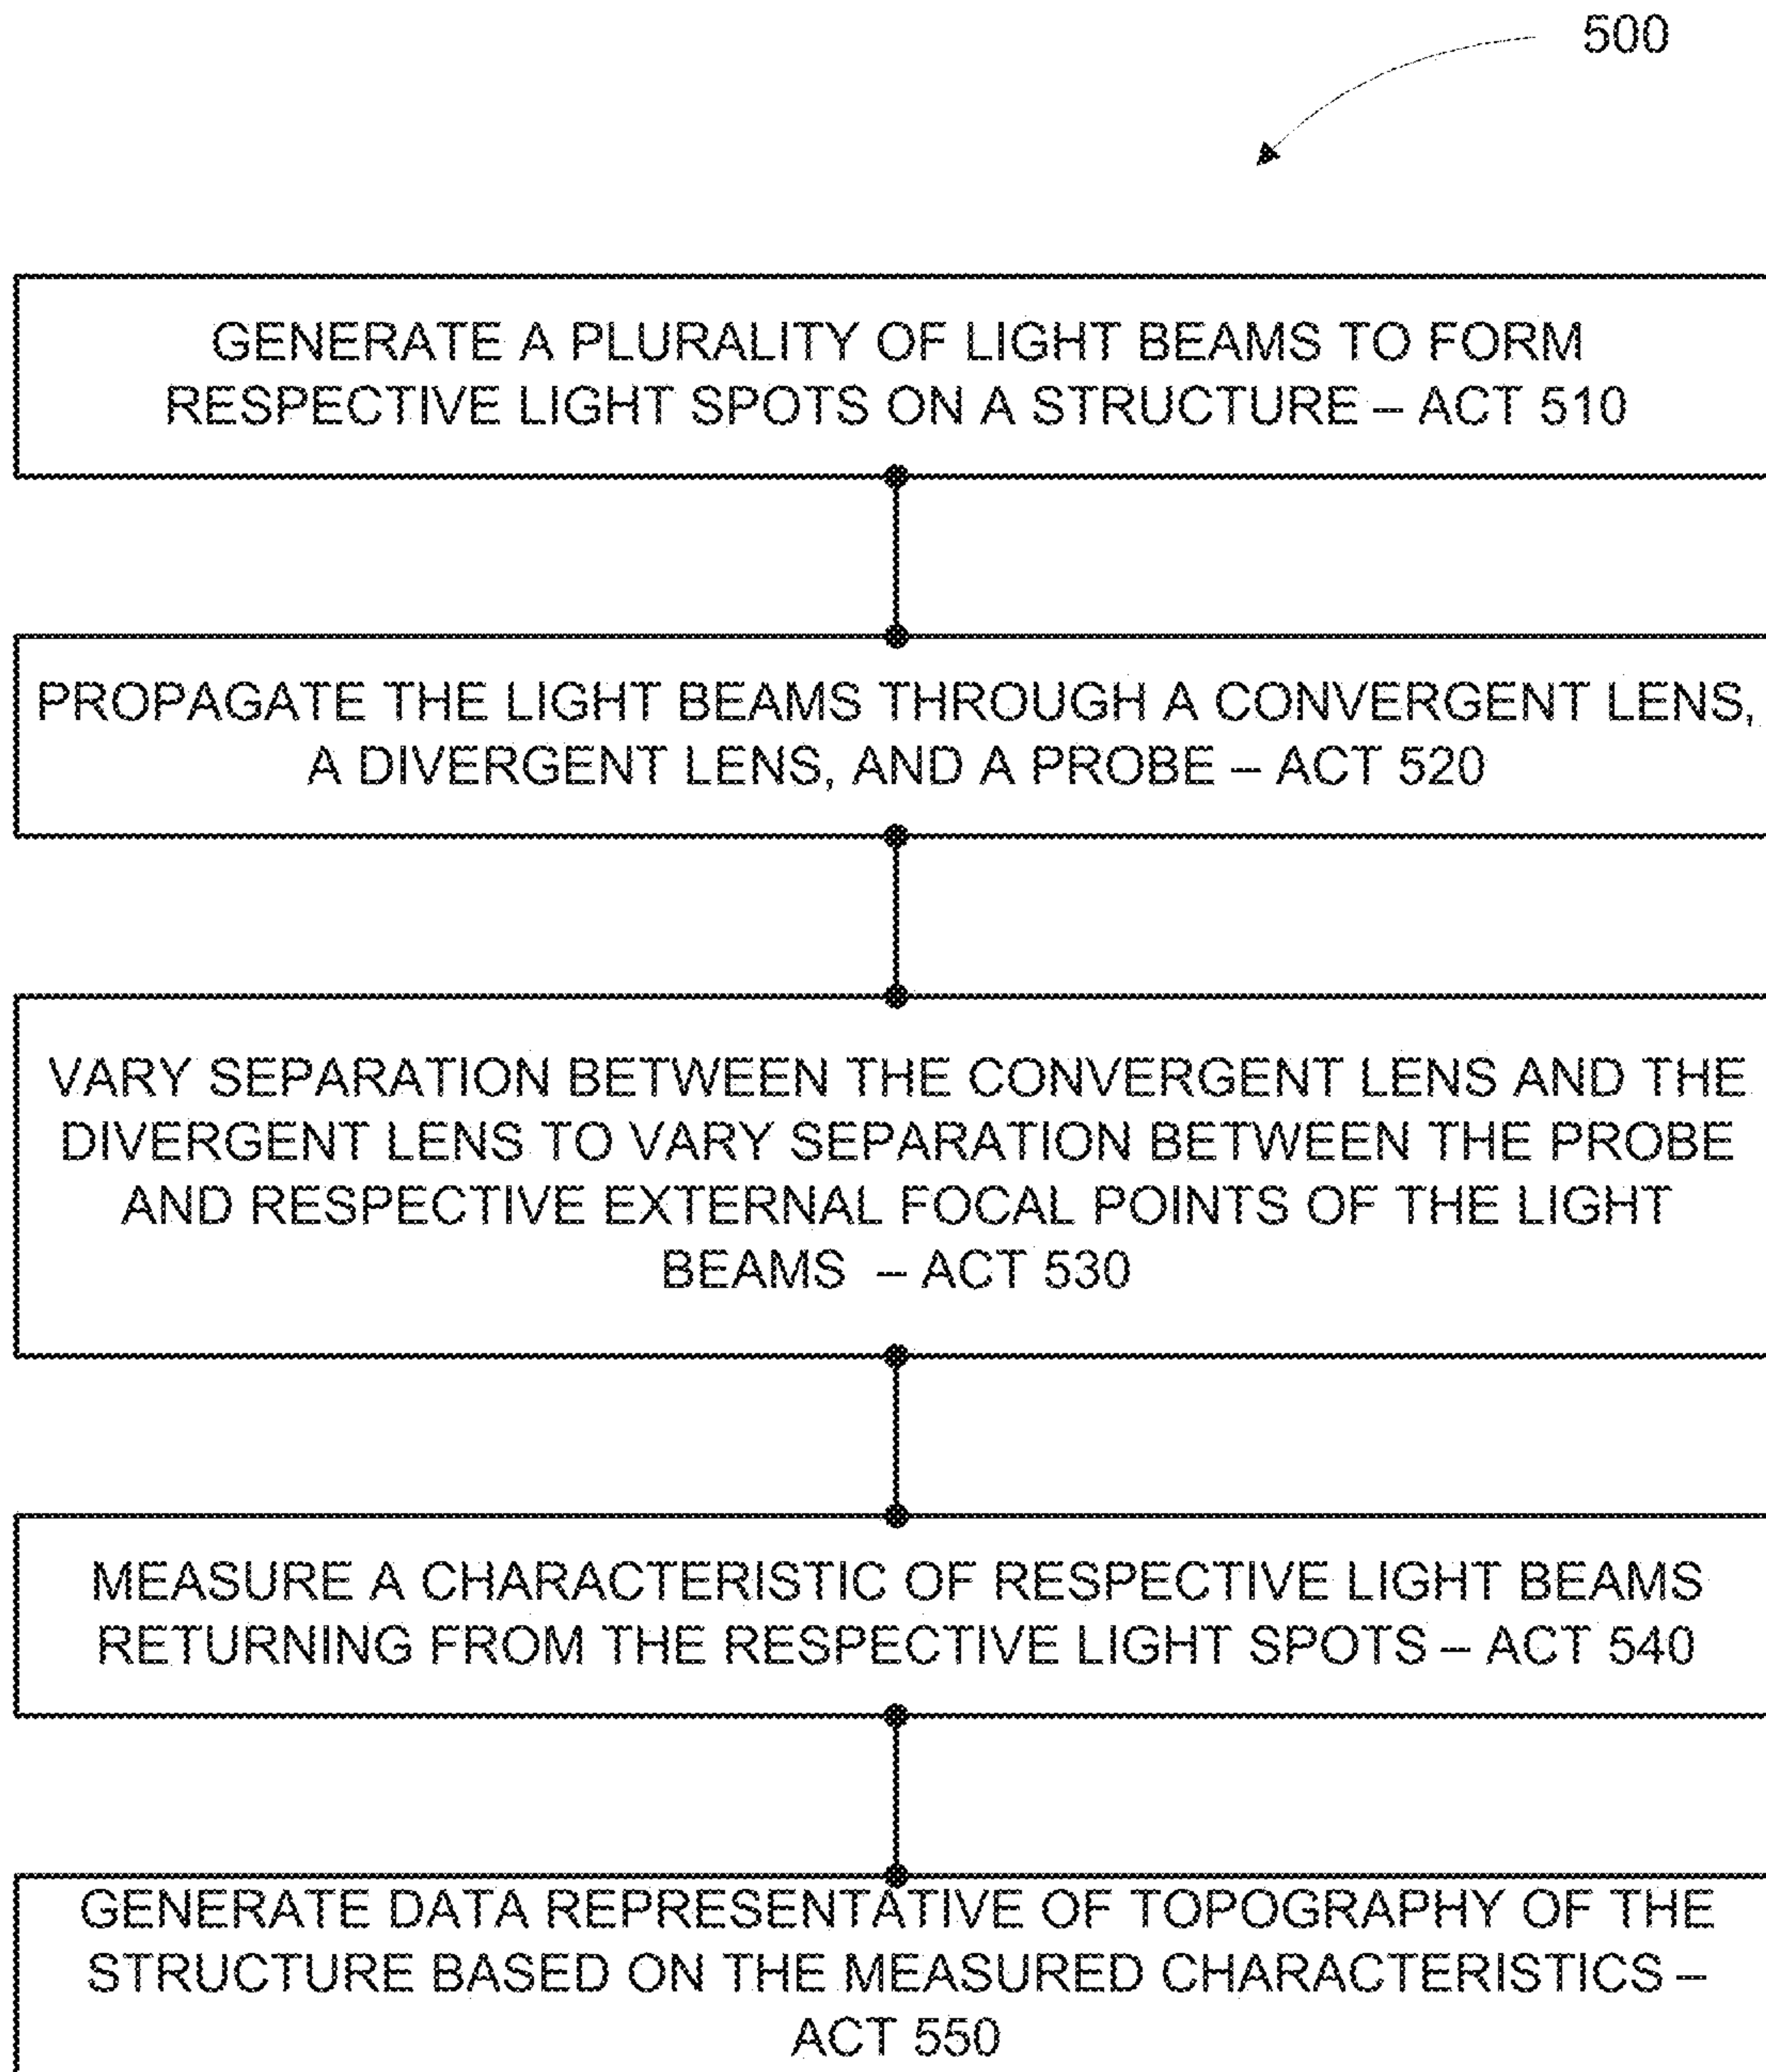 500
GENERATE A PLURALITY OF LIGHT BEAMS TO FORM
RESPECTIVE LIGHT SPOTS ON A STRUCTURE – ACT 510
PROPAGATE THE LIGHT BEAMS THROUGH A CONVERGENT LENS,
A DIVERGENT LENS, AND A PROBE – ACT 520
VARY SEPARATION BETWEEN THE CONVERGENT LENS AND THE
DIVERGENT LENS TO VARY SEPARATION BETWEEN THE PROBE
AND RESPECTIVE EXTERNAL FOCAL POINTS OF THE LIGHT
BEAMS – ACT 530
MEASURE A CHARACTERISTIC OF RESPECTIVE LIGHT BEAMS
RETURNING FROM THE RESPECTIVE LIGHT SPOTS – ACT 540
GENERATE DATA REPRESENTATIVE OF TOPOGRAPHY OF THE
STRUCTURE BASED ON THE MEASURED CHARACTERISTICS –
ACT 550